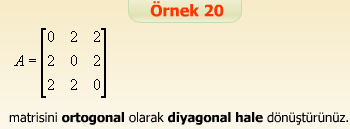 Örnek 20
A = [0 2 2
2 0 2
2 2 0]
matrisini ortogonal olarak diyagonal hale dönüştürünüz.